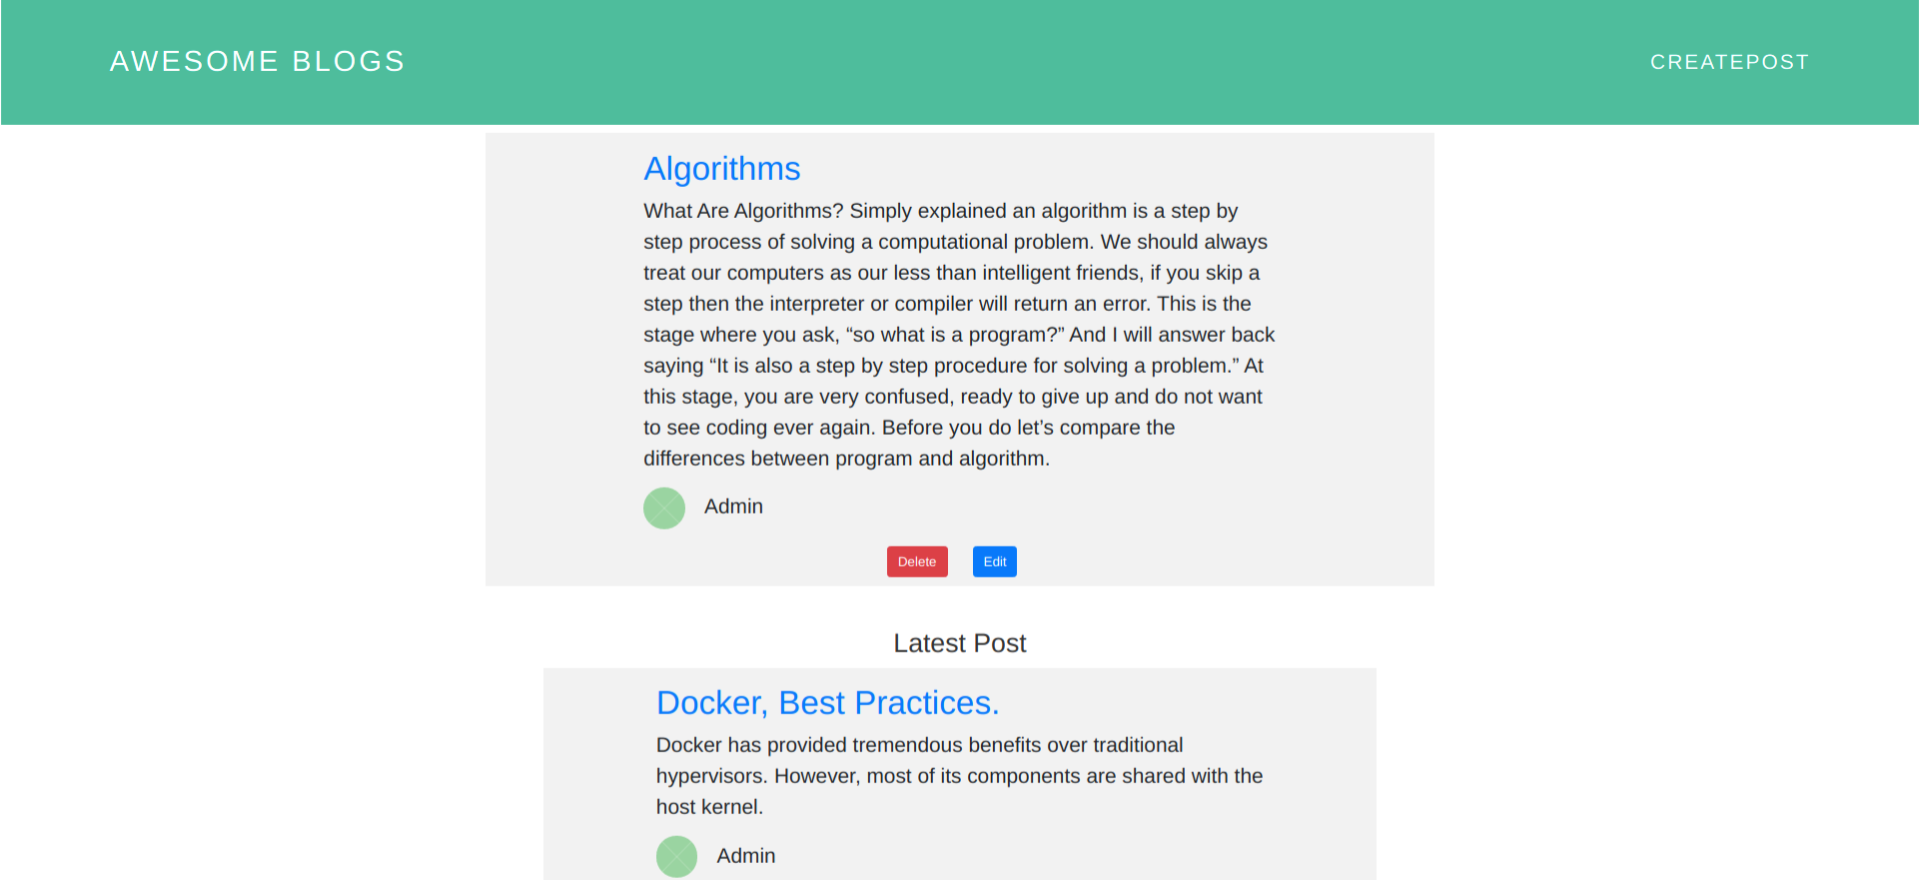 AWESOME BLOGS
CREATEPOST
Algorithms
What Are Algorithms? Simply explained an algorithm is a step by
step process of solving a computational problem. We should always
treat our computers as our less than intelligent friends, if you skip a
step then the interpreter or compiler will return an error. This is the
stage where you ask, “so what is a program?” And I will answer back
saying “It is also a step by step procedure for solving a problem.” At
this stage, you are very confused, ready to give up and do not want
to see coding ever again. Before you do let’s compare the
differences between program and algorithm.
Admin
Delete
Edit
Latest Post
Docker, Best Practices.
Docker has provided tremendous benefits over traditional
hypervisors. However, most of its components are shared with the
host kernel.
Admin